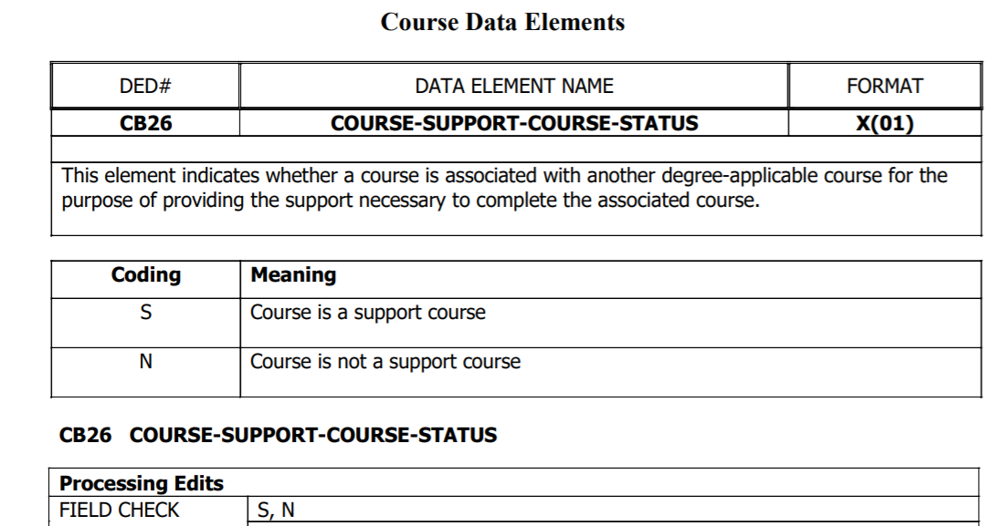 Course Data Elements
DED# DATA ELEMENT NAME FORMAT
CB26 COURSE-SUPPORT-COURSE-STATUS X(01)
This element indicates whether a course is associated with another degree-applicable course for the
purpose of providing the support necessary to complete the associated course.
Coding Meaning
S Course is a support course
N Course is not a support course
CB26 COURSE-SUPPORT-COURSE-STATUS
Processing Edits
FIELD CHECK S, N